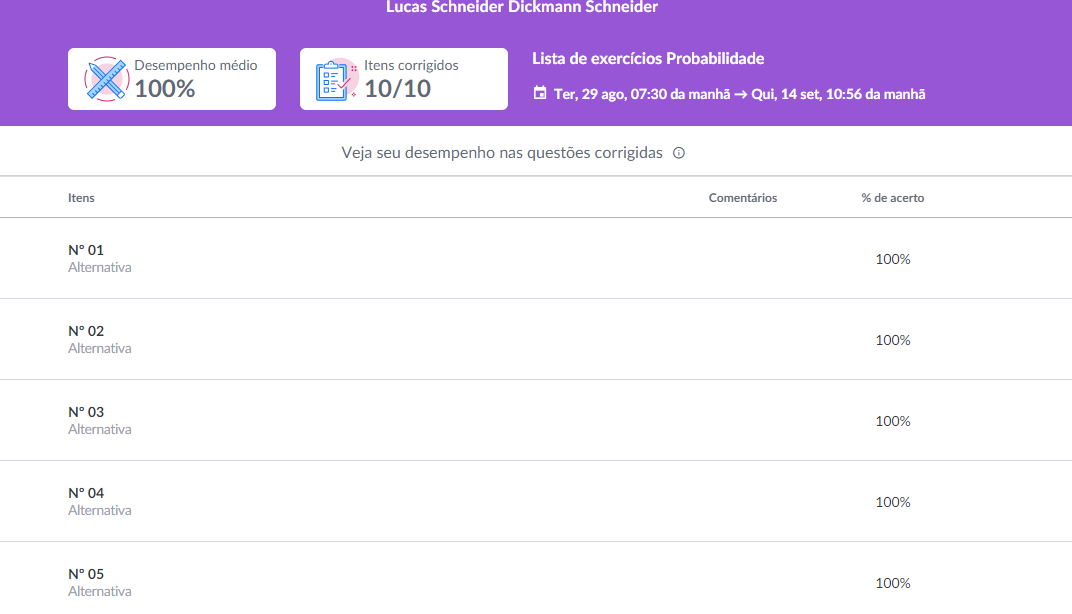 Lucas Schneider Dickmann Schneider
Desempenho médio
100%
Itens corrigidos
10/10
Lista de exercícios Probabilidade
Ter, 29 ago, 07:30 da manhã → Qui, 14 set, 10:56 da manhã
Veja seu desempenho nas questões corrigidas
Itens Comentários % de acerto
Nº 01
Alternativa
100%
Nº 02
Alternativa
100%
Nº 03
Alternativa
100%
Nº 04
Alternativa
100%
Nº 05
Alternativa
100%